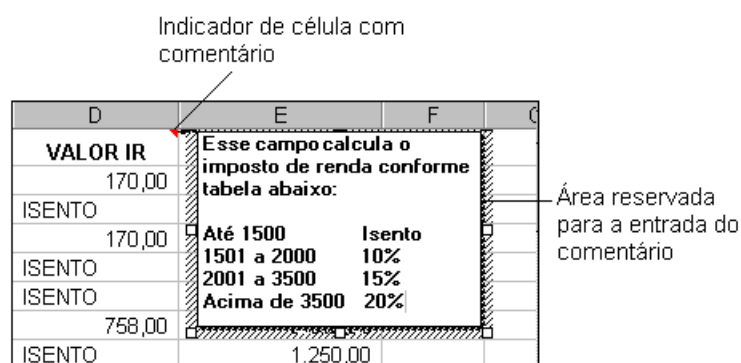 Indicador de célula com
comentário
D E F
VALOR IR
170,00
ISENTO
170,00
ISENTO
ISENTO
758,00
ISENTO 1.250,00
Esse campo calcula o
imposto de renda conforme
tabela abaixo:
Até 1500 Isento
1501 a 2000 10%
2001 a 3500 15%
Acima de 3500 20%
Área reservada
para a entrada do
comentário